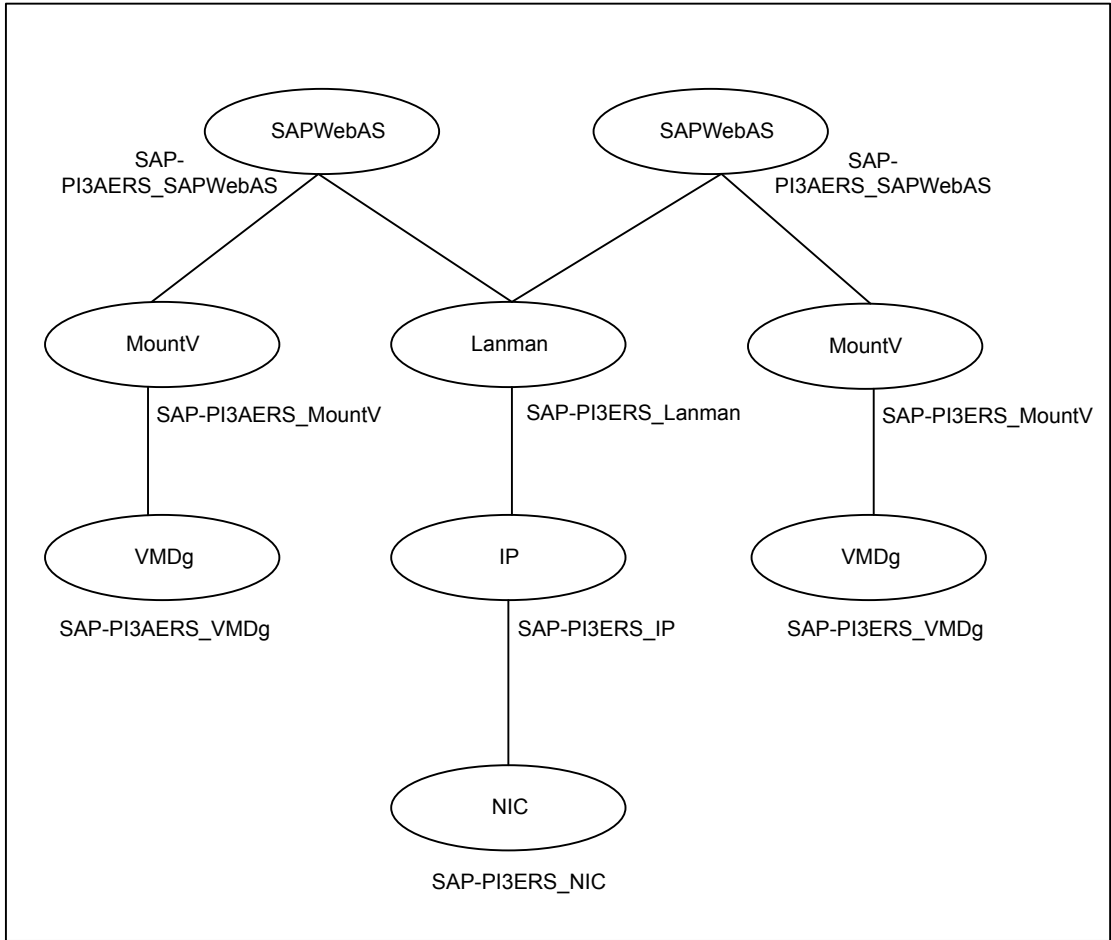 SAPWebAS
SAPWebAS
SAP-
PI3AERS_SAPWebAS
SAP-
PI3AERS_SAPWebAS
MountV
Lanman
MountV
SAP-PI3AERS_MountV
SAP-PI3ERS_Lanman
SAP-PI3ERS_MountV
VMDg
IP
VMDg
SAP-PI3AERS_VMDg
SAP-PI3ERS_IP
SAP-PI3ERS_VMDg
NIC
SAP-PI3ERS_NIC